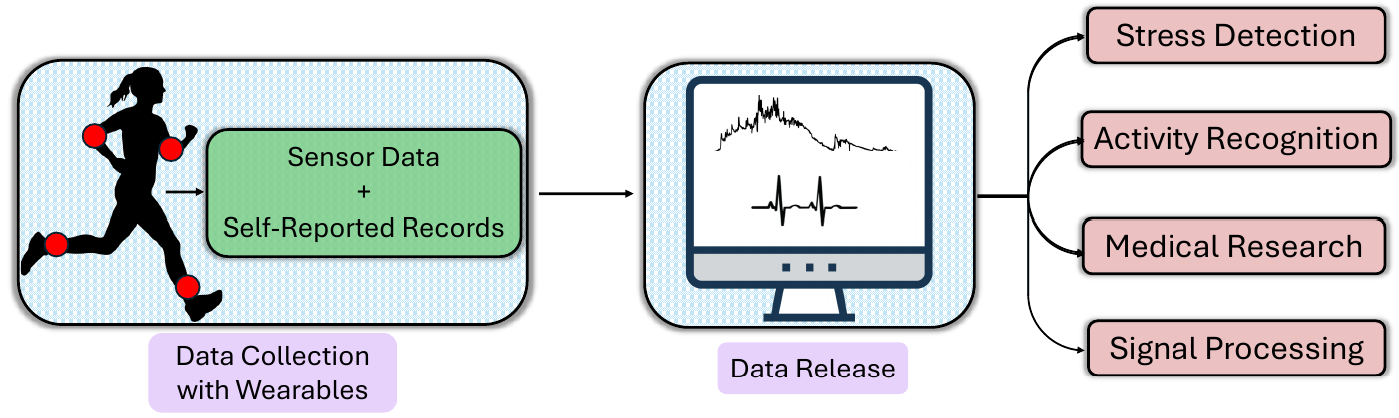 Sensor Data
+
Self-Reported Records
Data Collection
with Wearables
Data Release
Stress Detection
Activity Recognition
Medical Research
Signal Processing